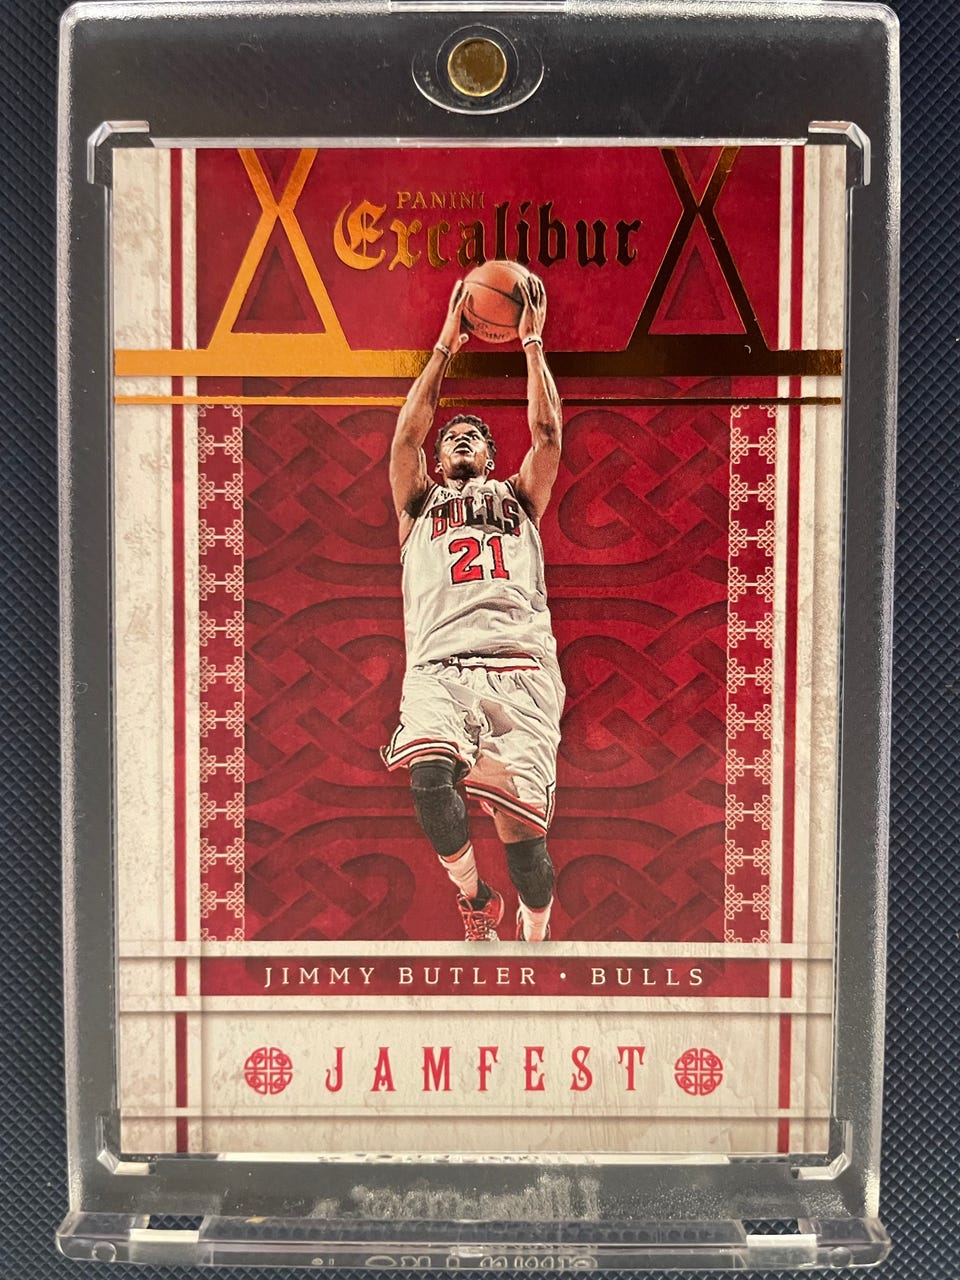 PANINI
Excalibur
BULLS
21
JIMMY BUTLER • BULLS
JAMFEST